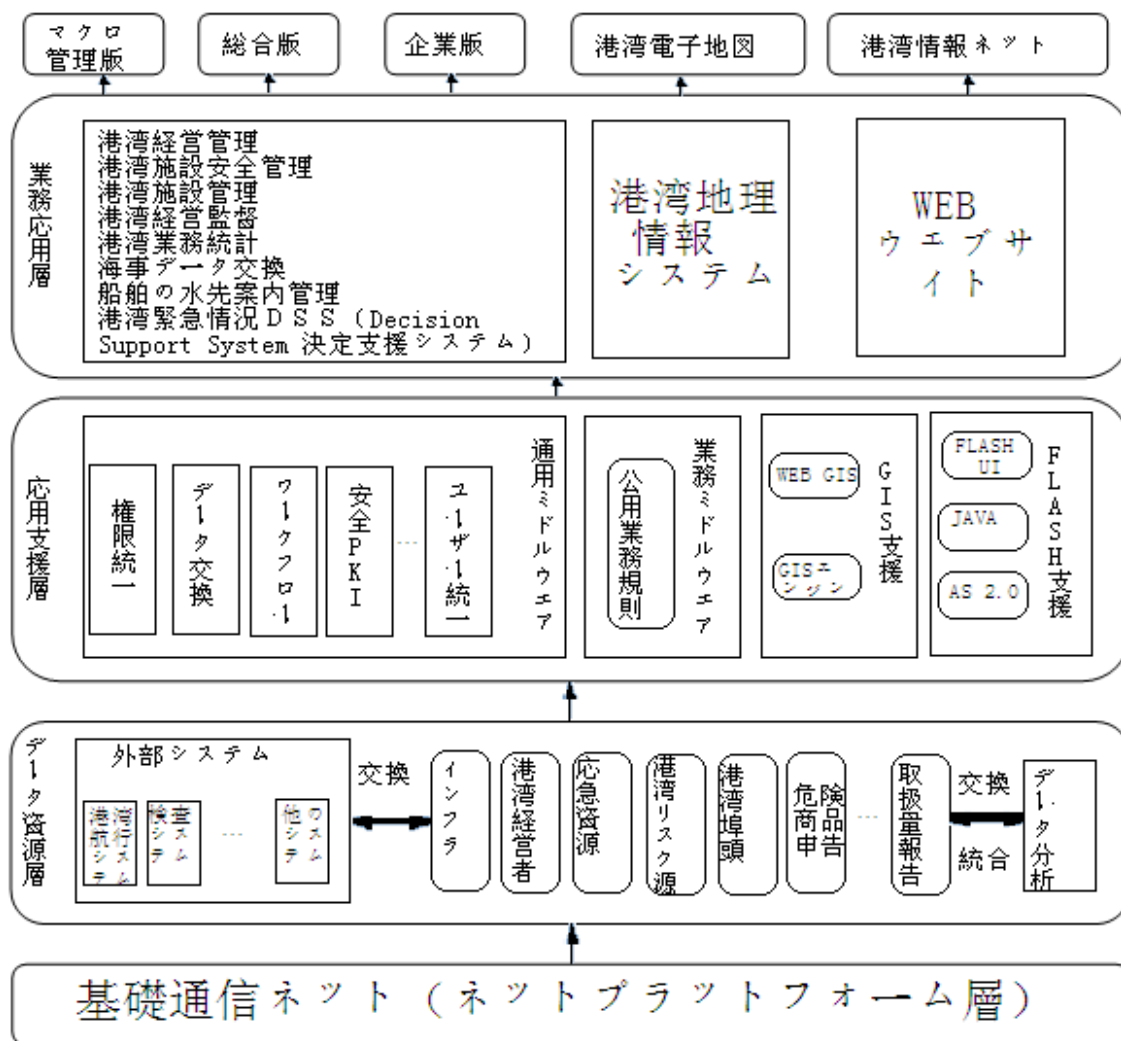 マクロ
管理版
総合版
企業版
港湾電子地図
港湾情報ネット
業務応用層
港湾経営管理
港湾施設安全管理
港湾施設管理
港湾経営監督
港湾業務統計
海事データ交換
船舶の水先案内管理
港湾緊急情況DSS（Decision
Support System 決定支援システム）
港湾地理
情報
システム
WEB
ウエブサ
イト
応用支援層
権限統一
データ交換
ワークフロー
安全PKI
…
ユーザー統一
通用ミドルウエア
公用業務規則
業務ミドルウエア
WEB GIS
GISエ
ンジン
GIS支援
FLASH
UI
JAVA
AS 2.0
FLASH支援
データ資源層
外部システム
港湾
航行
シス
テム
検査
シス
テム
…
他の
シス
テム
交換
インフラ
港湾経営者
応急資源
港湾リスク源
港湾埠頭
危険
商品
申告
…
取扱量報告
交換
統合
データ分析
基礎通信ネット（ネットプラットフォーム層）